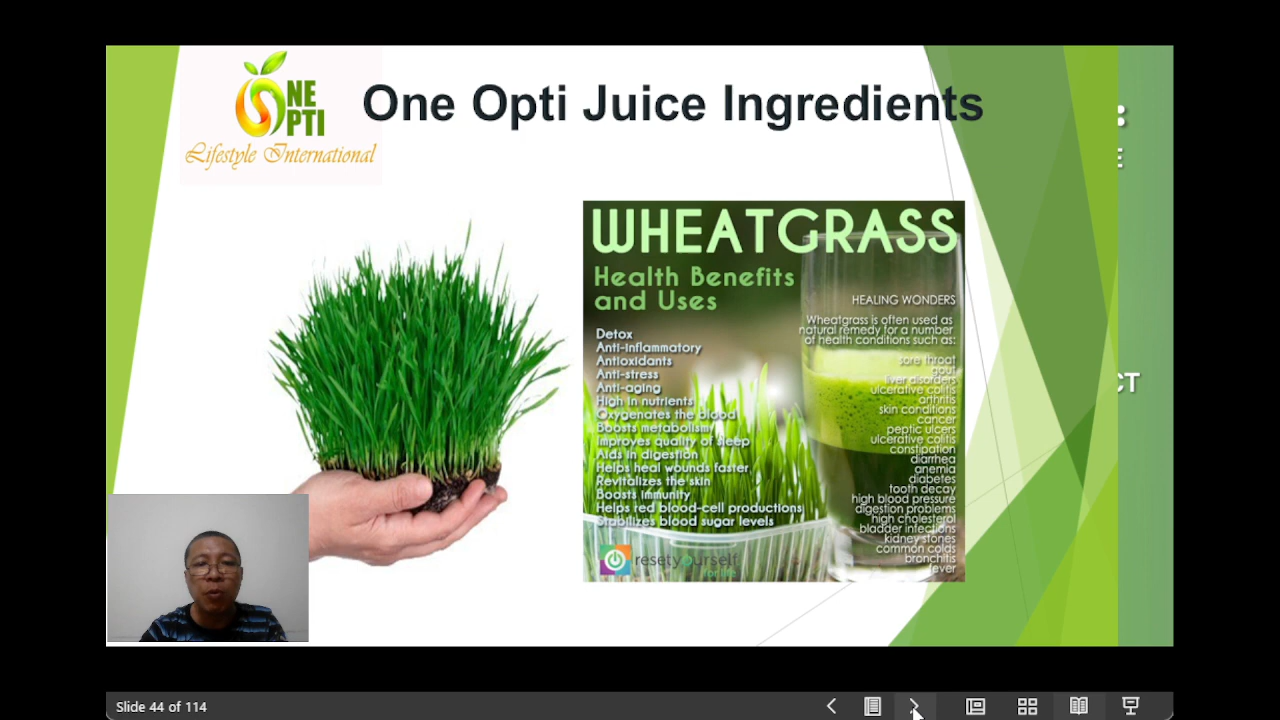 ONE
OPTI
Lifestyle International
One Opti Juice Ingredients
WHEATGRASS
Health Benefits
and Uses
Detox
Anti-inflammatory
Antioxidants
Anti-stress
Anti-aging
High in nutrients
Oxygenates the blood
Boosts metabolism
Improves quality of sleep
Aids in digestion
Helps heal wounds faster
Revitalizes the skin
Boosts immunity
Helps red blood-cell productions
Stabilizes blood sugar levels
resetyourself
for life
HEALING WONDERS
Wheatgrass is often used as
natural remedy for a number
of health conditions such as:
sore throat
gout
liver disorders
ulcerative colitis
arthritis
skin conditions
cancer
peptic ulcers
ulcerative colitis
constipation
diarrhea
anemia
diabetes
tooth decay
high blood pressure
digestion problems
high cholesterol
bladder infections
kidney stones
common colds
bronchitis
fever
:
E
CT
Slide 44 of 114